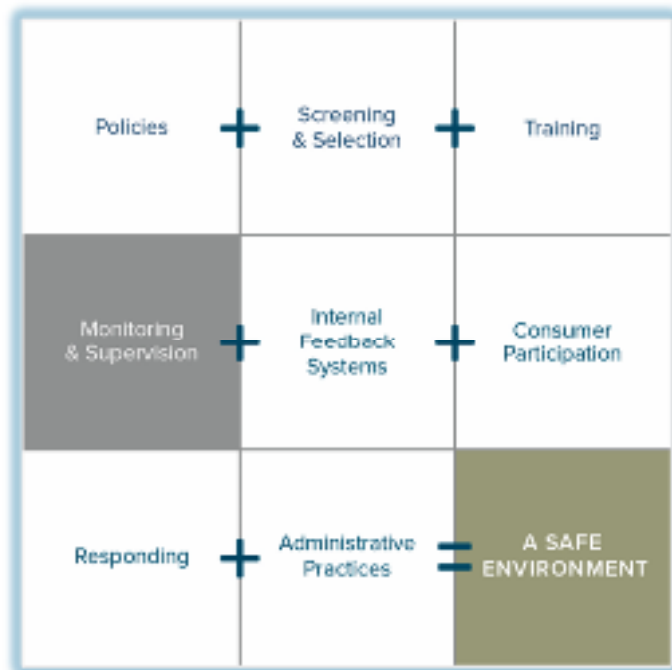 Policies
+
Screening
& Selection
+
Training
Monitoring
& Supervision
+
Internal
Feedback
Systems
+
Consumer
Participation
Responding
+
Administrative
Practices
=
A SAFE
ENVIRONMENT